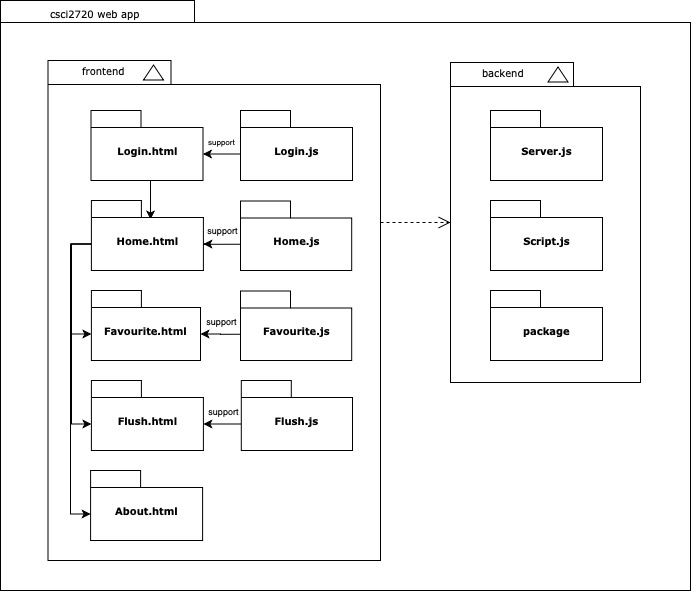 csci2720 web app
frontend
backend
Login.html
support
Login.js
Server.js
Home.html
support
Home.js
Script.js
Favourite.html
support
Favourite.js
package
Flush.html
support
Flush.js
About.html